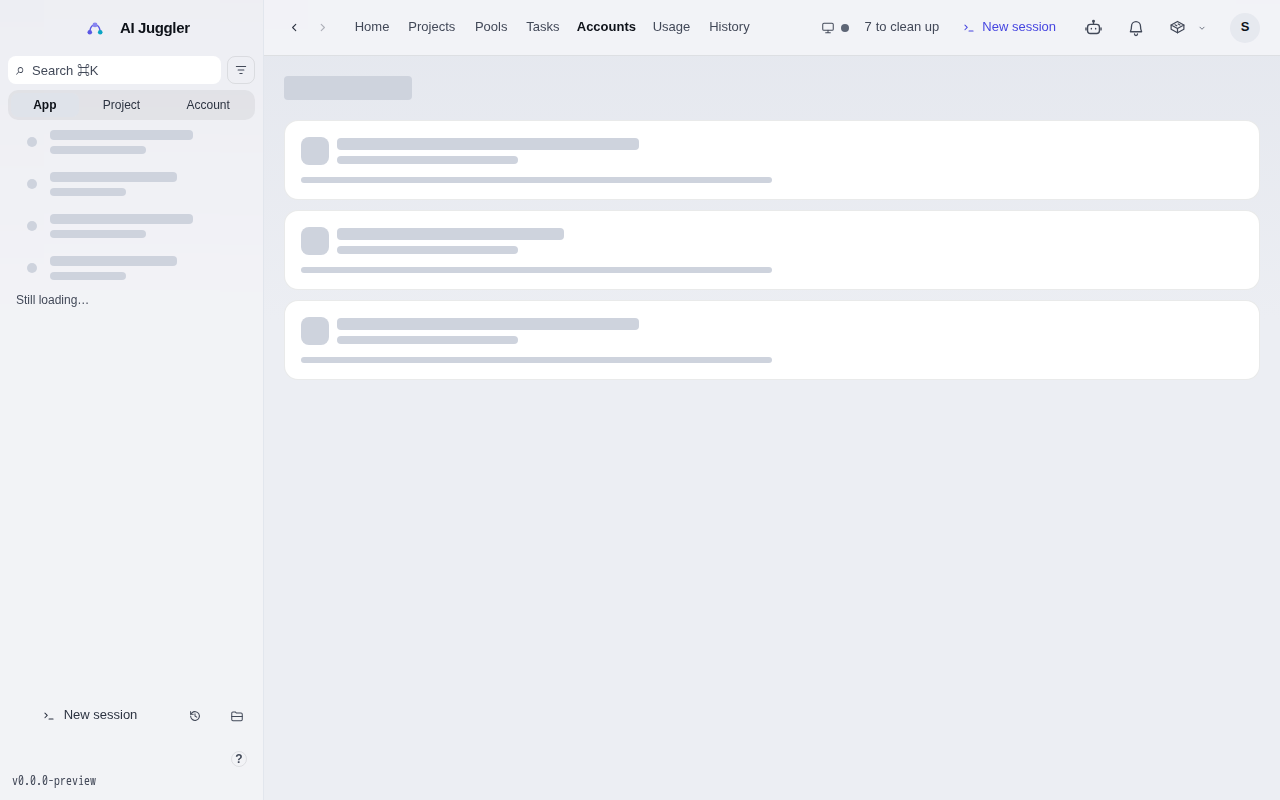 AI Juggler
Home Projects Pools Tasks Accounts Usage History
7 to clean up
New session
S
Search ⌘K
App Project Account
Still loading…
New session
?
v0.0.0-preview